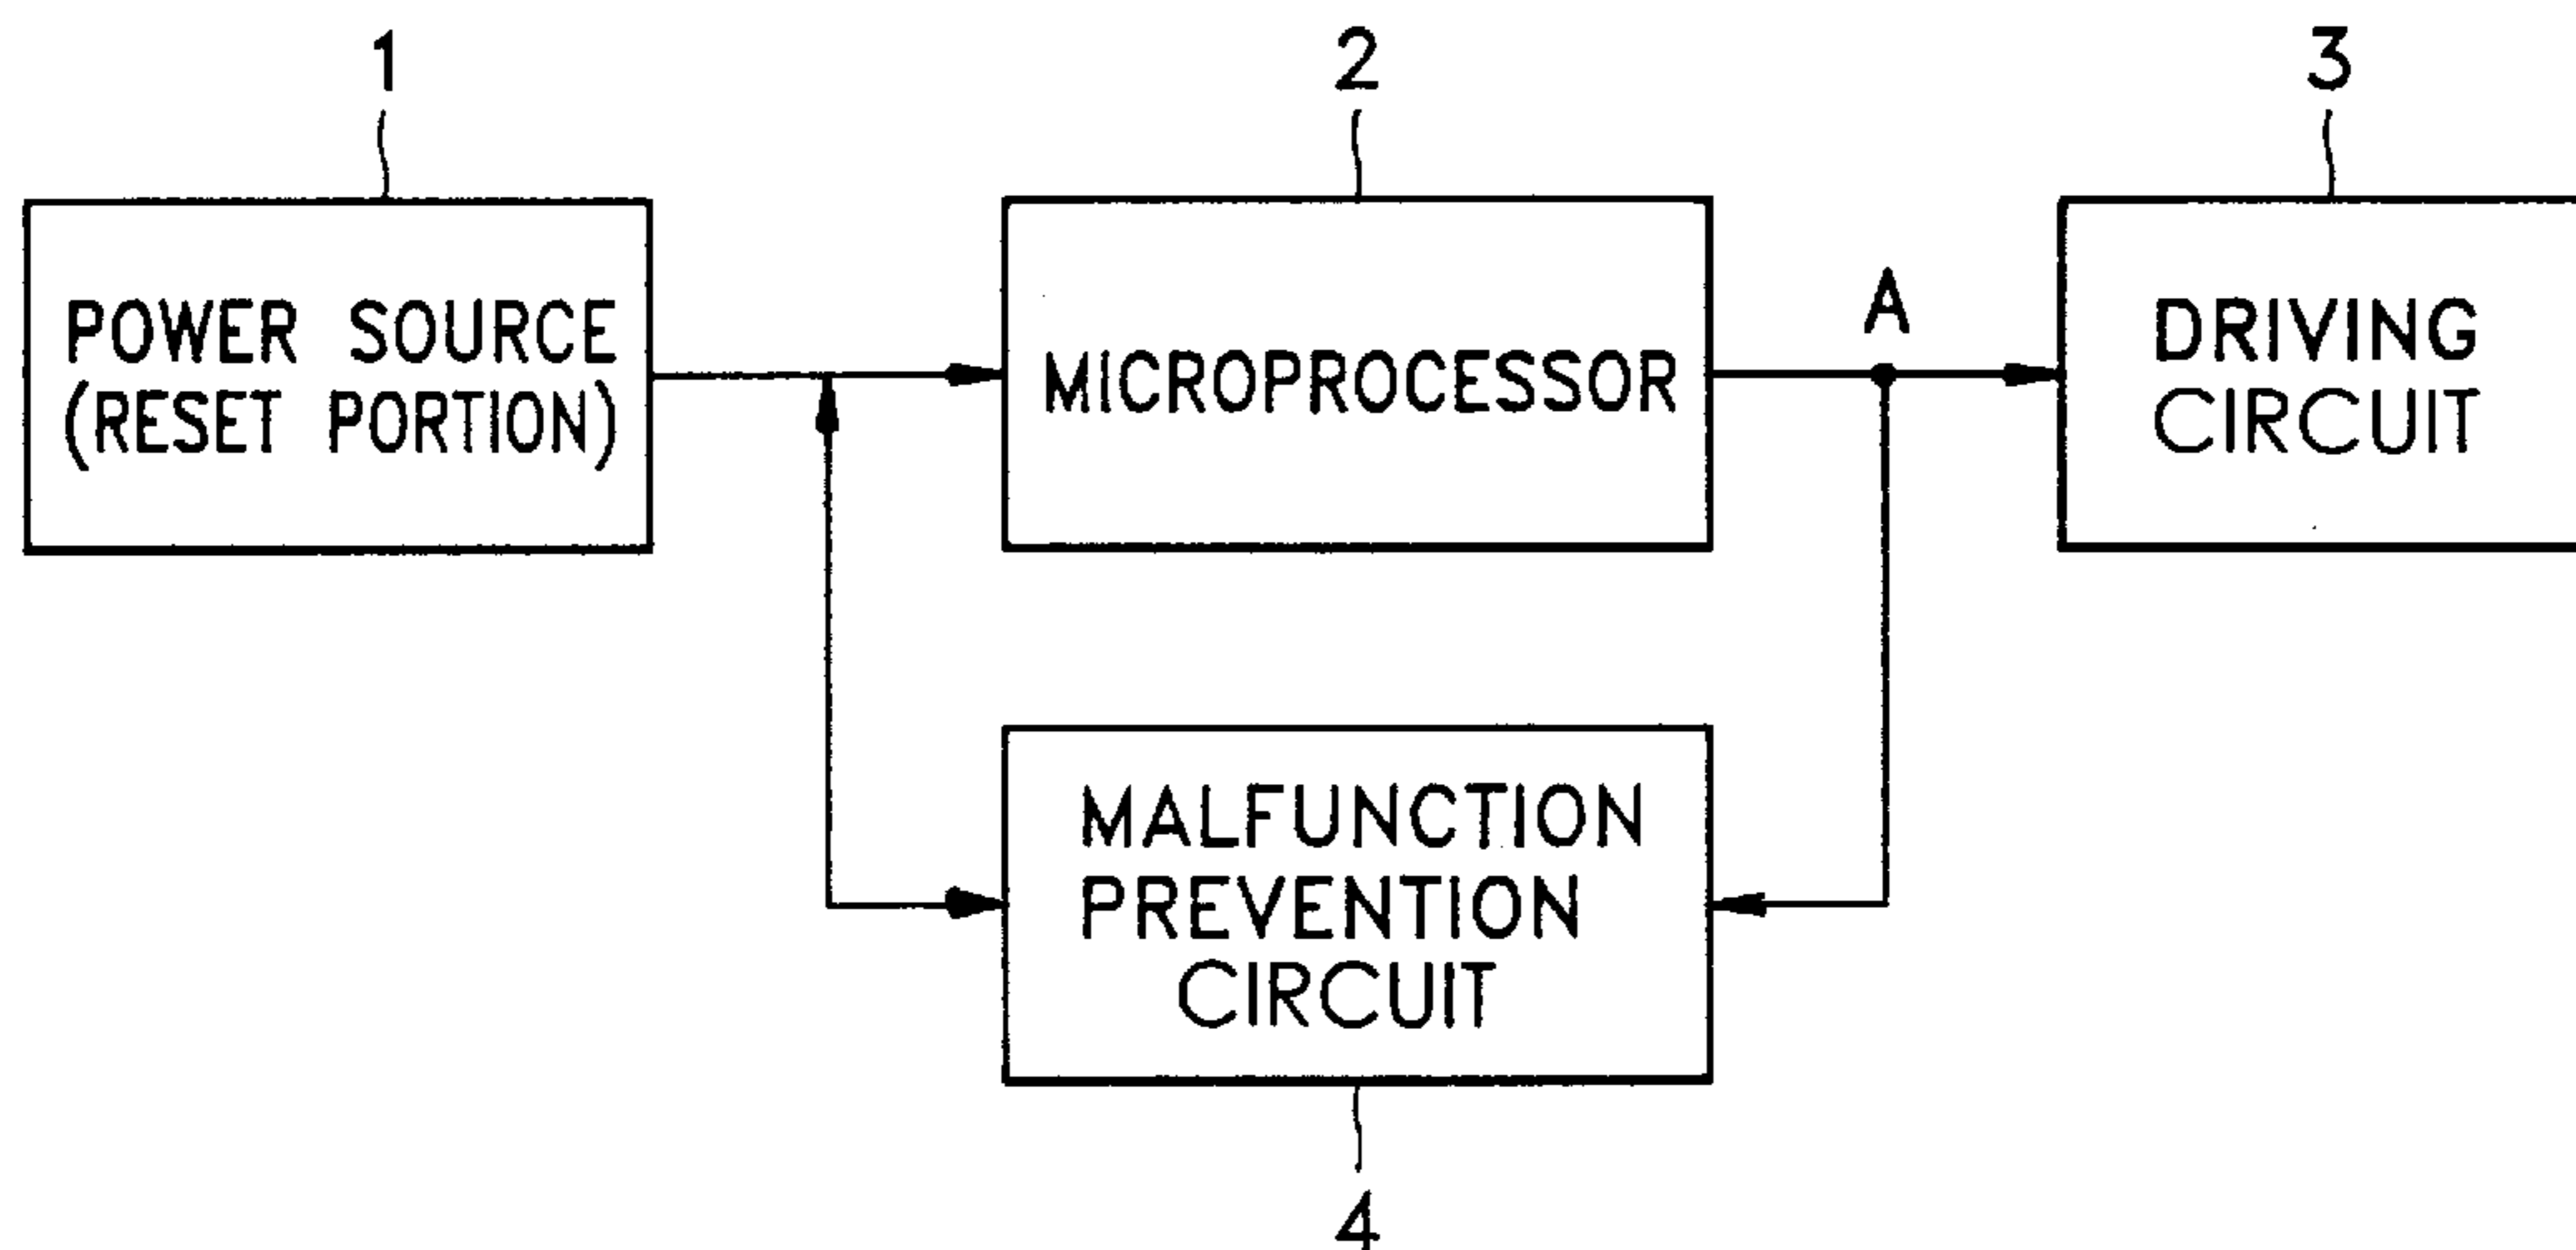 1
2
3
POWER SOURCE
(RESET PORTION)
MICROPROCESSOR
A
DRIVING
CIRCUIT
MALFUNCTION
PREVENTION
CIRCUIT
4